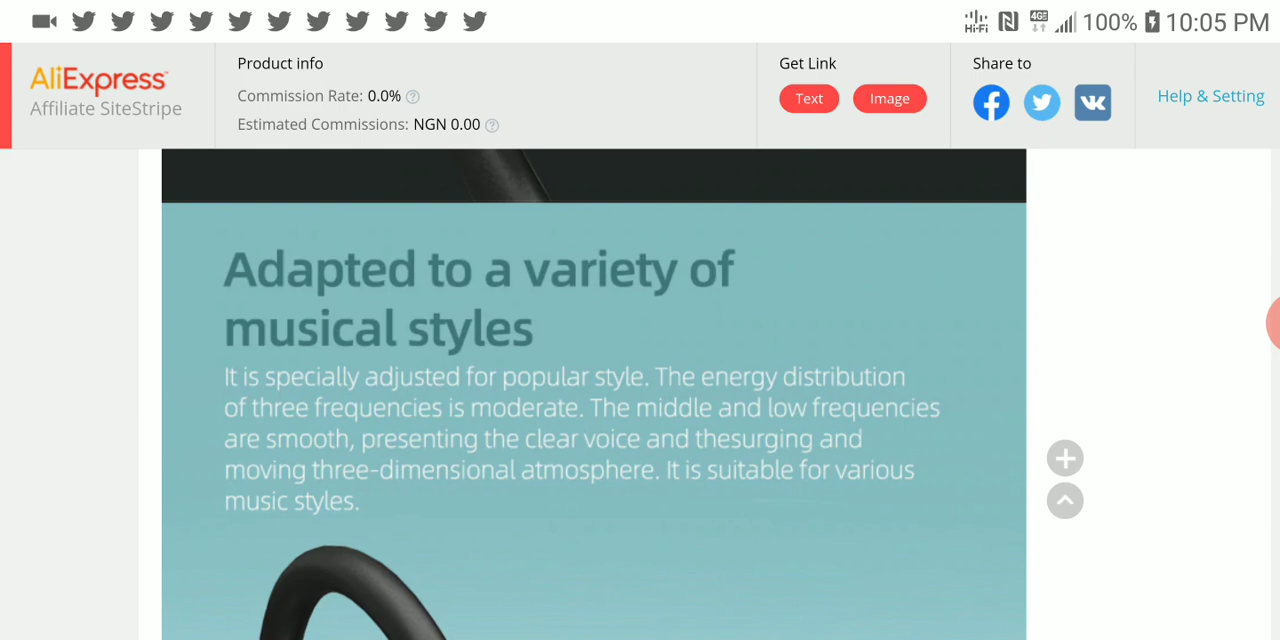 Hi-Fi 4GE 100% 10:05 PM
AliExpress
Affiliate SiteStripe
Product info
Commission Rate: 0.0% ?
Estimated Commissions: NGN 0.00 ?
Get Link
Text Image
Share to
Help & Setting
Adapted to a variety of
musical styles
It is specially adjusted for popular style. The energy distribution
of three frequencies is moderate. The middle and low frequencies
are smooth, presenting the clear voice and thesurging and
moving three-dimensional atmosphere. It is suitable for various
music styles.